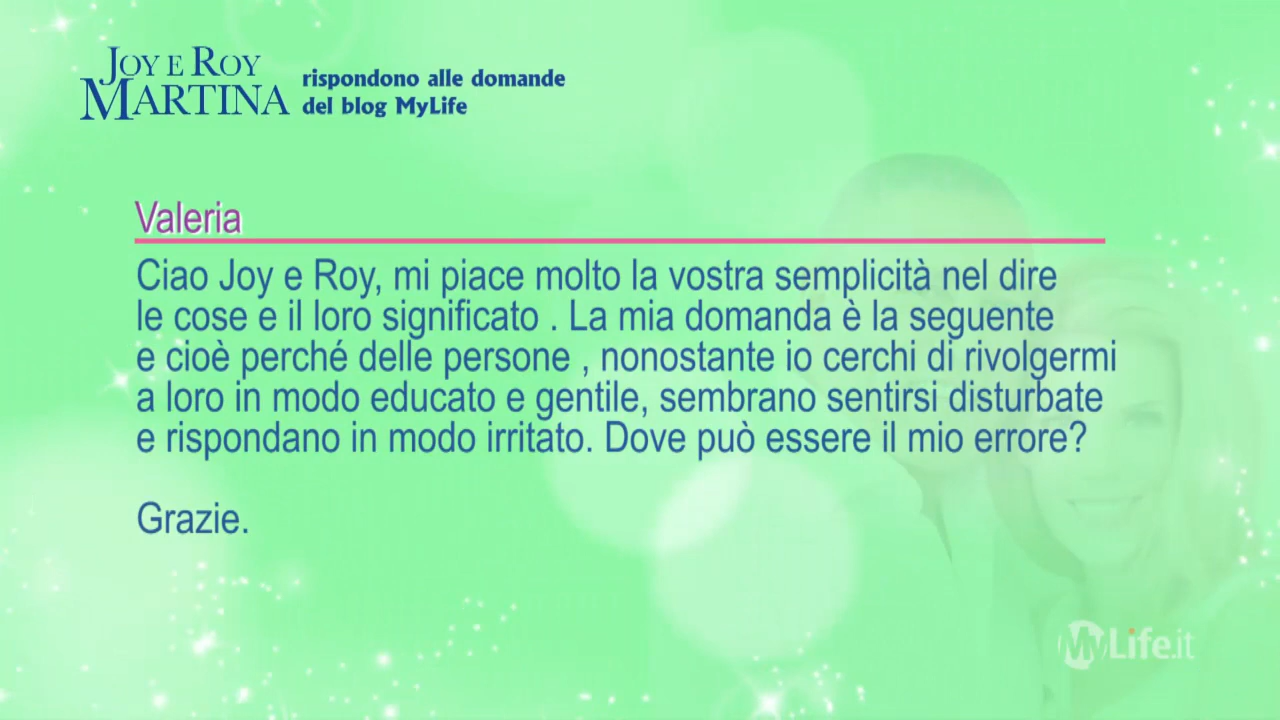 JOY E ROY
MARTINA
rispondono alle domande
del blog MyLife
Valeria
Ciao Joy e Roy, mi piace molto la vostra semplicità nel dire
le cose e il loro significato . La mia domanda è la seguente
e cioè perché delle persone , nonostante io cerchi di rivolgermi
a loro in modo educato e gentile, sembrano sentirsi disturbate
e rispondano in modo irritato. Dove può essere il mio errore?
Grazie.
MyLife.it